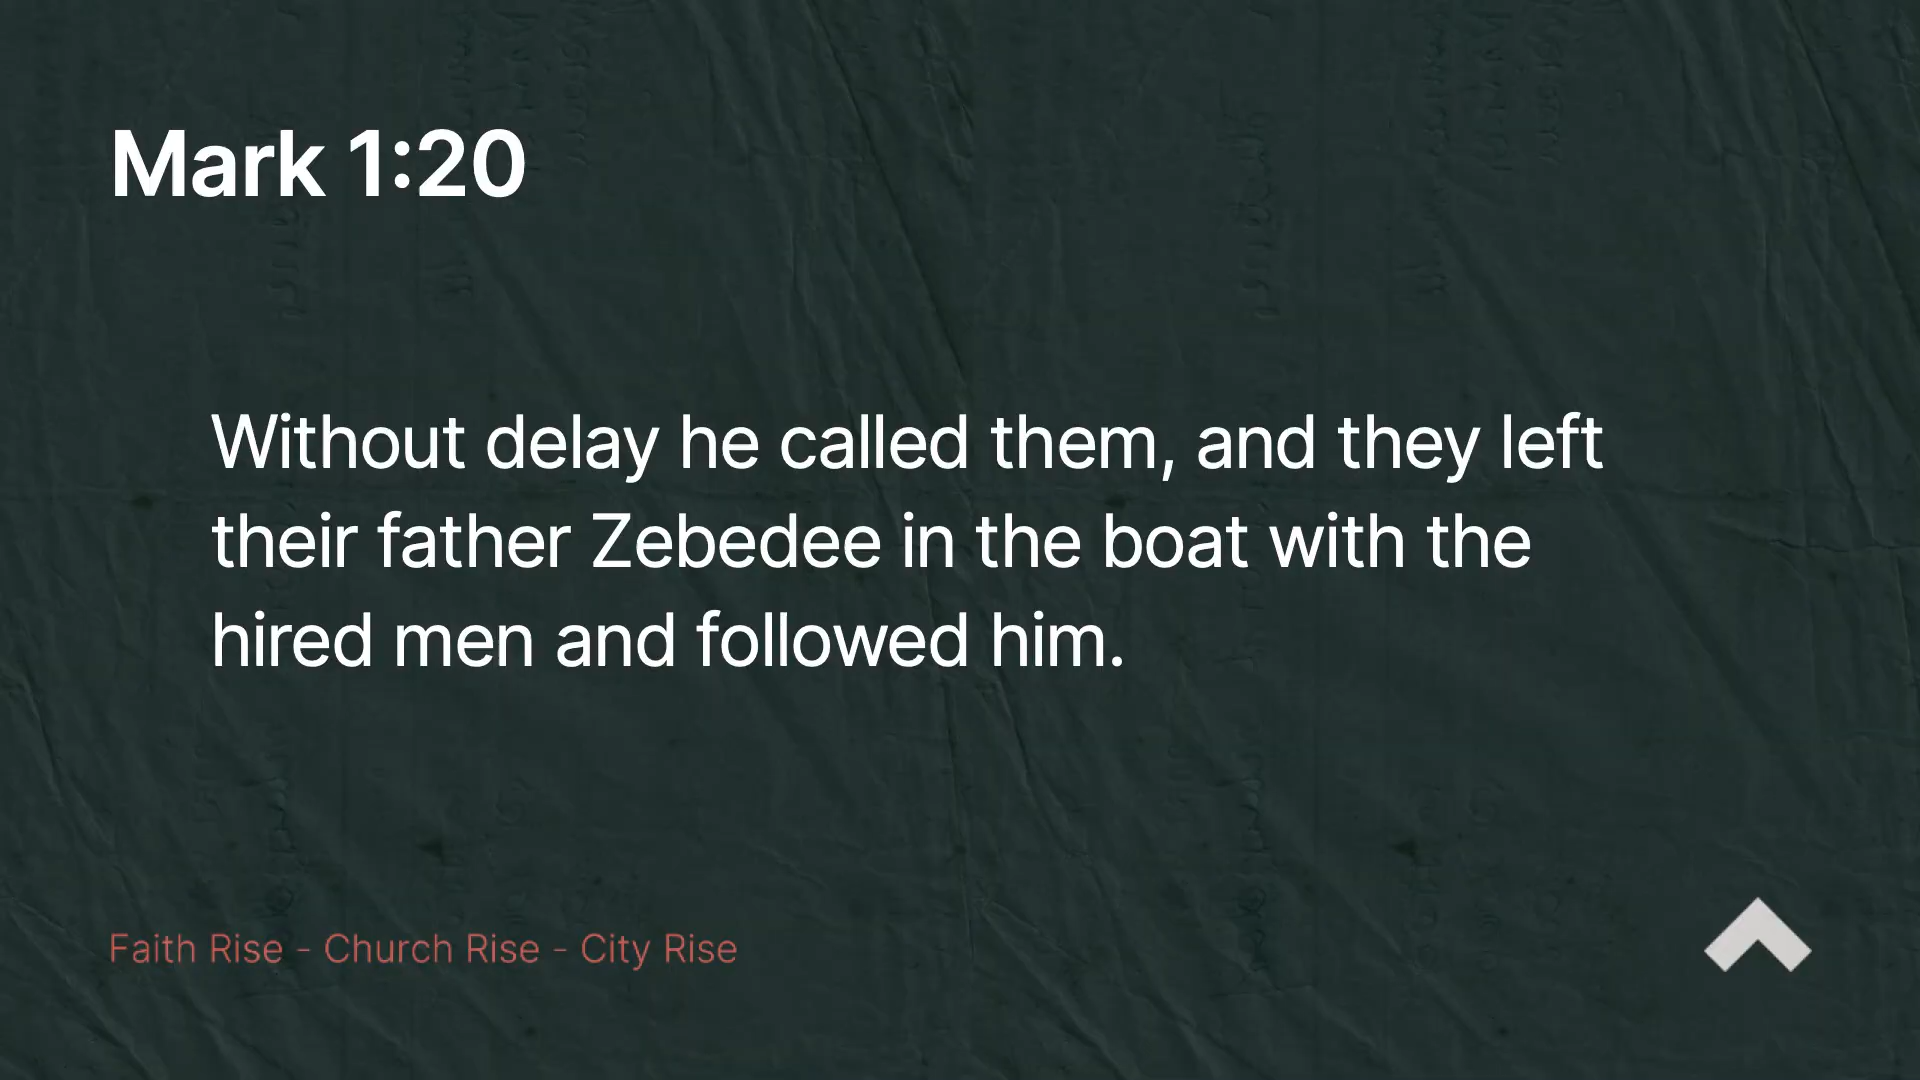 Mark 1:20
Without delay he called them, and they left
their father Zebedee in the boat with the
hired men and followed him.
Faith Rise - Church Rise - City Rise